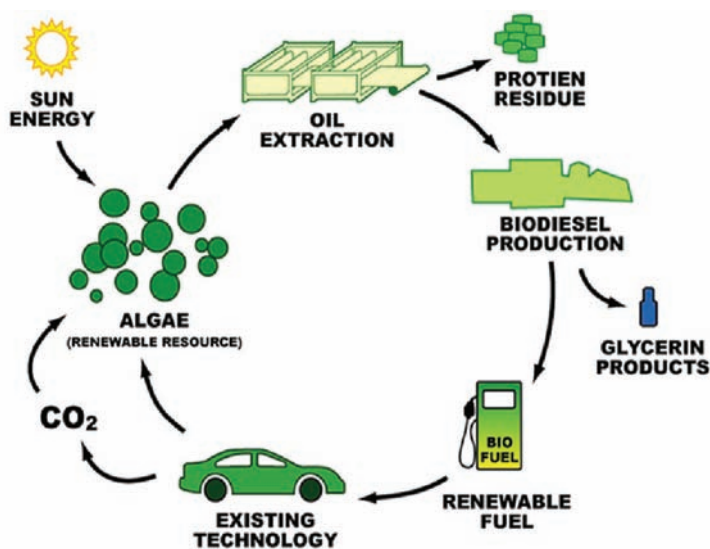 SUN
ENERGY
OIL
EXTRACTION
PROTIEN
RESIDUE
BIODIESEL
PRODUCTION
GLYCERIN
PRODUCTS
BIO
FUEL
RENEWABLE
FUEL
EXISTING
TECHNOLOGY
CO₂
ALGAE
(RENEWABLE RESOURCE)